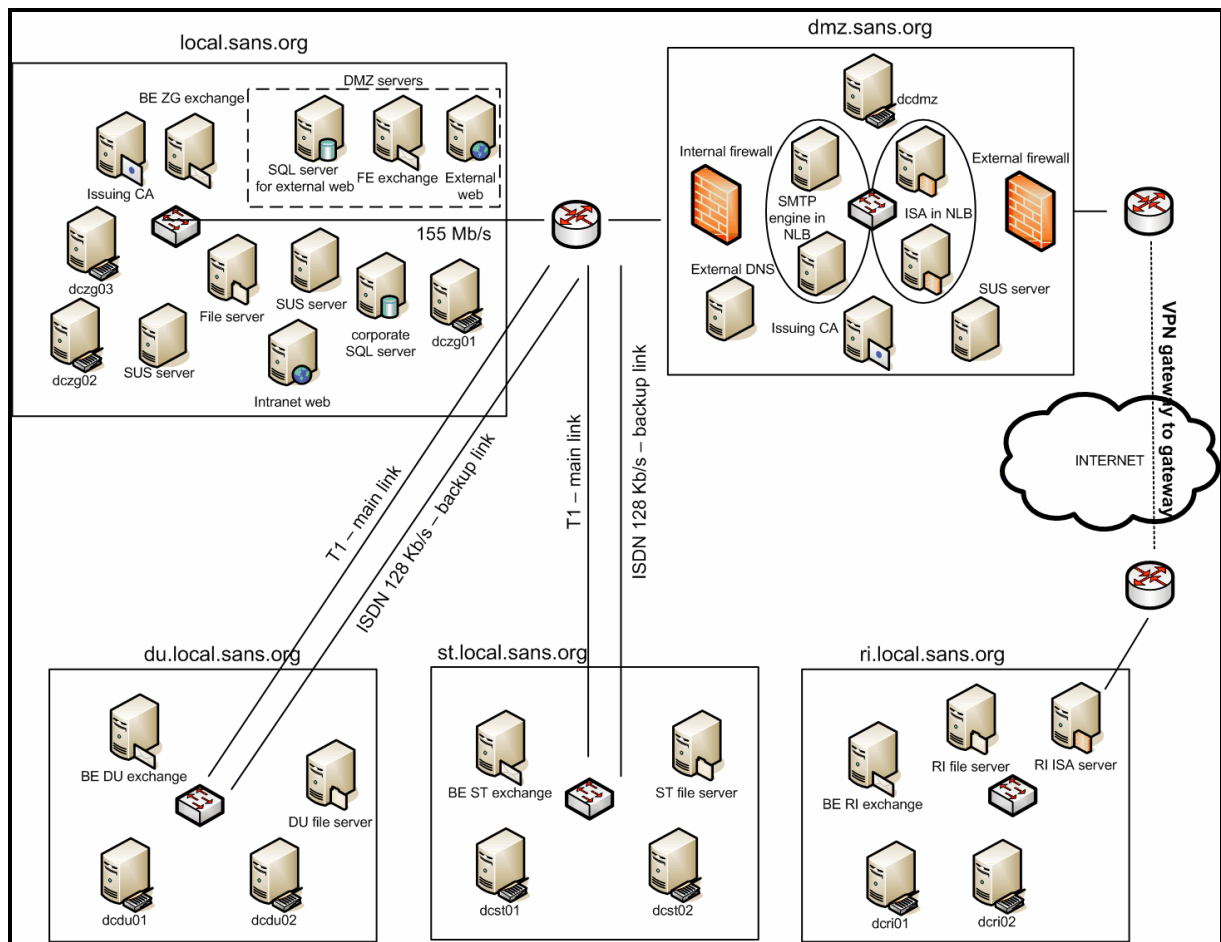 local.sans.org
DMZ servers
BE ZG exchange
SQL server
for external web
FE exchange
External
web
Issuing CA
155 Mb/s
dczg03
File server
SUS server
corporate
SQL server
dczg01
dczg02
SUS server
Intranet web
dmz.sans.org
dcdmz
Internal firewall
External firewall
SMTP
engine in
NLB
ISA in NLB
External DNS
Issuing CA
SUS server
VPN gateway to gateway
INTERNET
T1 – main link
ISDN 128 Kb/s – backup link
T1 – main link
ISDN 128 Kb/s – backup link
du.local.sans.org
BE DU exchange
DU file server
dcdu01
dcdu02
st.local.sans.org
BE ST exchange
ST file server
dcst01
dcst02
ri.local.sans.org
RI file server
RI ISA server
BE RI exchange
dcri01
dcri02